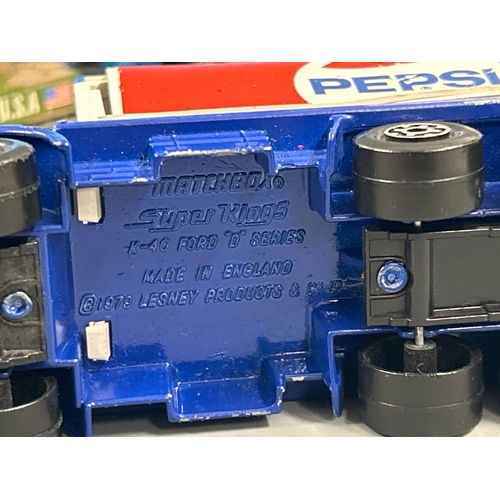 U.S.A
PEPSI
MATCHBOX®
Super Kings
K-40 FORD "D" SERIES
MADE IN ENGLAND
©1979 LESNEY PRODUCTS & Co LTD